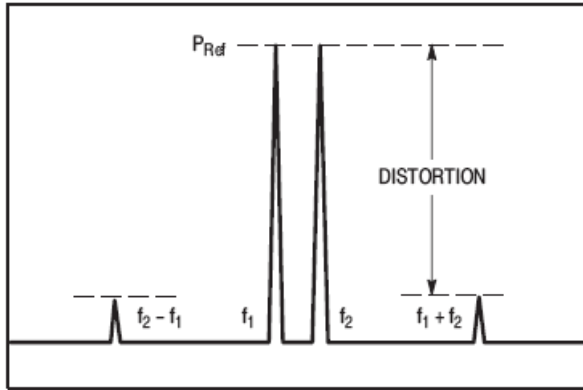 P_Ref
DISTORTION
f₂ – f₁
f₁
f₂
f₁ + f₂